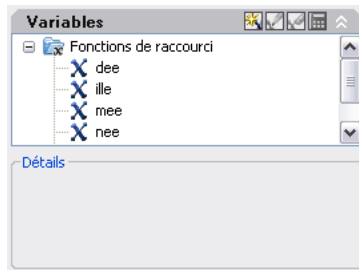 Variables
Fonctions de raccourci
dee
ille
mee
nee
Détails